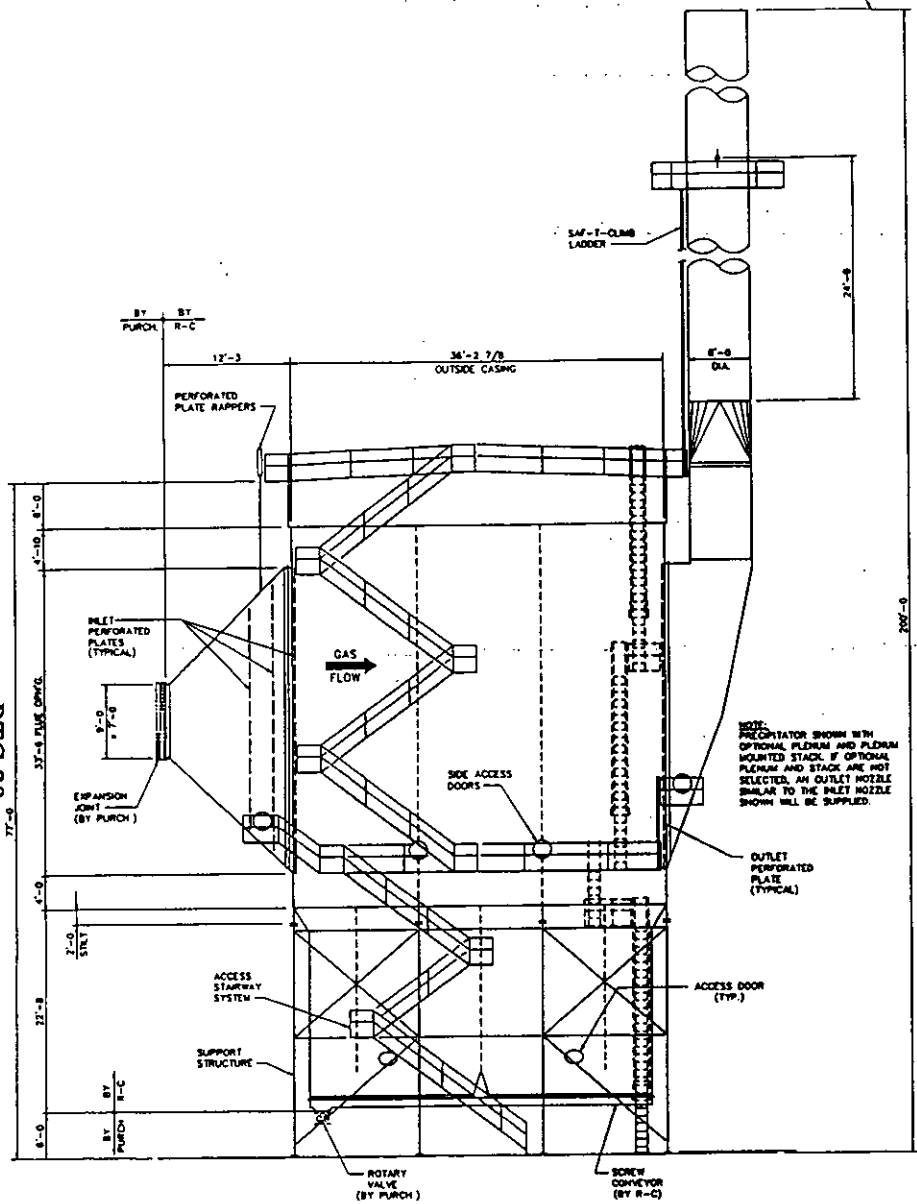 SAF-T-CLIMB
LADDER
24'-0
BY BY
PURCH. R-C
12'-3
36'-2 7/8
OUTSIDE CASING
8'-0
DIA.
PERFORATED
PLATE RAPPERS
4'-10
200'-0
INLET
PERFORATED
PLATES
(TYPICAL)
GAS
FLOW
9'-0
x 7'-0
77'-0
NOTE:
PRECIPITATOR SHOWN WITH
OPTIONAL PLENUM AND PLENUM
MOUNTED STACK. IF OPTIONAL
PLENUM AND STACK ARE NOT
SELECTED, AN OUTLET NOZZLE
SIMILAR TO THE INLET NOZZLE
SHOWN WILL BE SUPPLIED.
EXPANSION
JOINT
(BY PURCH)
SIDE ACCESS
DOORS
OUTLET
PERFORATED
PLATE
(TYPICAL)
4'-0
2'-0
STILT
ACCESS
STAIRWAY
SYSTEM
ACCESS DOOR
(TYP.)
22'-8
SUPPORT
STRUCTURE
BY
R-C
BY
PURCH
6'-0
ROTARY
VALVE
(BY PURCH)
SCREW
CONVEYOR
(BY R-C)